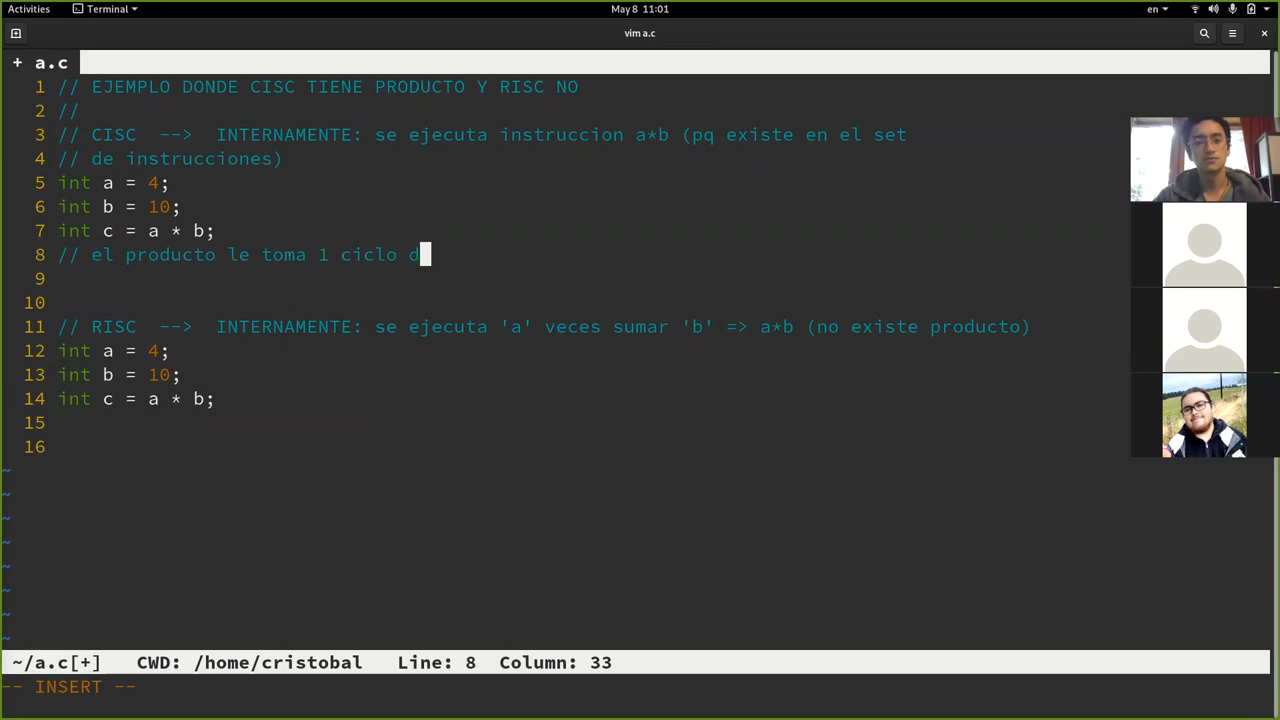 Activities Terminal May 8 11:01 en
vim a.c
+ a.c
1 // EJEMPLO DONDE CISC TIENE PRODUCTO Y RISC NO
2 //
3 // CISC --> INTERNAMENTE: se ejecuta instruccion a*b (pq existe en el set
4 // de instrucciones)
5 int a = 4;
6 int b = 10;
7 int c = a * b;
8 // el producto le toma 1 ciclo d
9
10
11 // RISC --> INTERNAMENTE: se ejecuta 'a' veces sumar 'b' => a*b (no existe producto)
12 int a = 4;
13 int b = 10;
14 int c = a * b;
15
16
~
~
~
~
~
~
~
~
~/a.c[+] CWD: /home/cristobal Line: 8 Column: 33
-- INSERT --